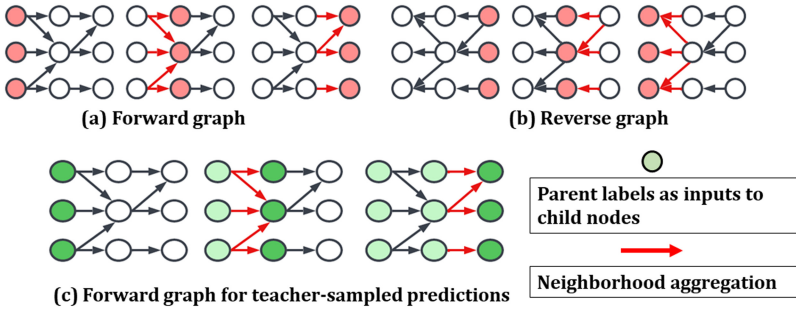 (a) Forward graph
(b) Reverse graph
Parent labels as inputs to
child nodes
Neighborhood aggregation
(c) Forward graph for teacher-sampled predictions